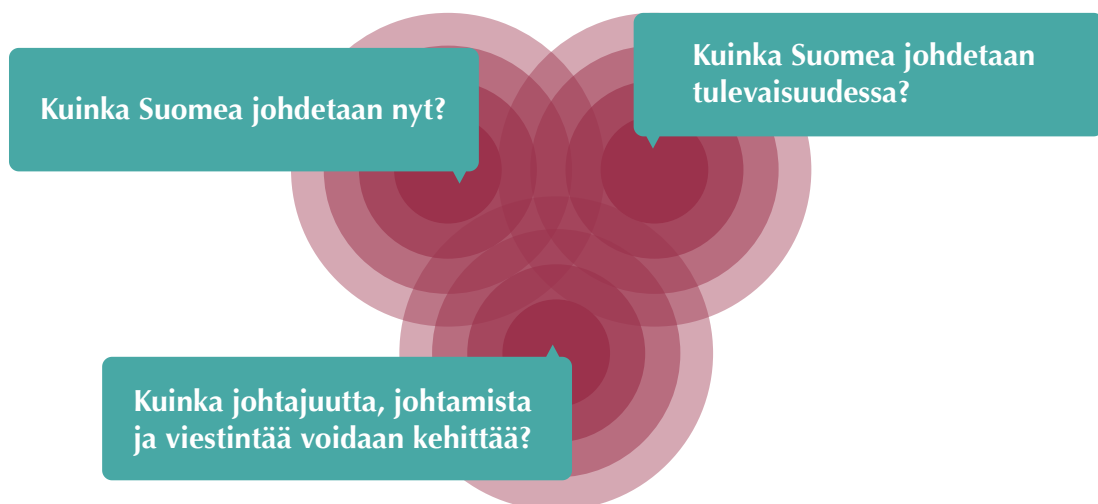 Kuinka Suomea johdetaan nyt?
Kuinka Suomea johdetaan
tulevaisuudessa?
Kuinka johtajuutta, johtamista
ja viestintää voidaan kehittää?